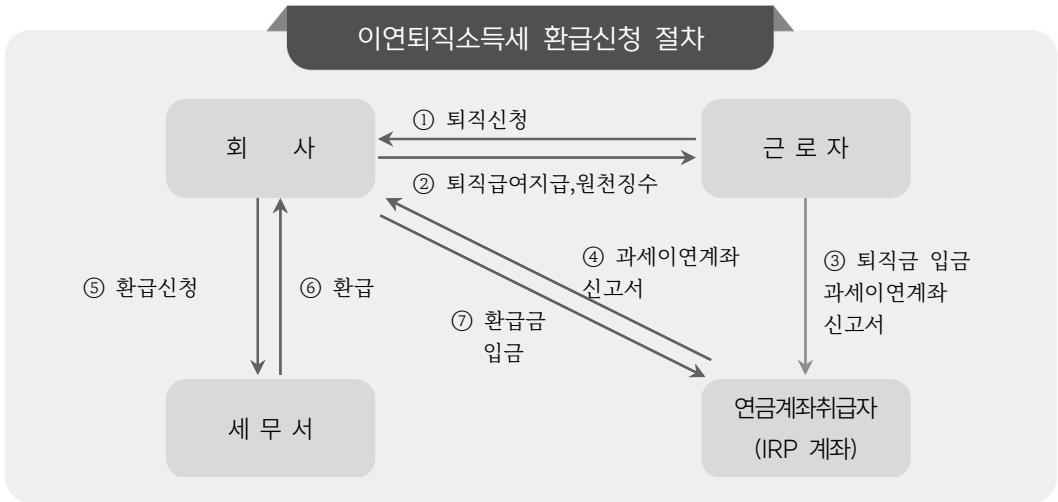 이연퇴직소득세 환급신청 절차
회 사
① 퇴직신청
근 로 자
② 퇴직급여지급,원천징수
④ 과세이연계좌
신고서
③ 퇴직금 입금
과세이연계좌
신고서
⑤ 환급신청
⑥ 환급
⑦ 환급금
입금
세 무 서
연금계좌취급자
(IRP 계좌)